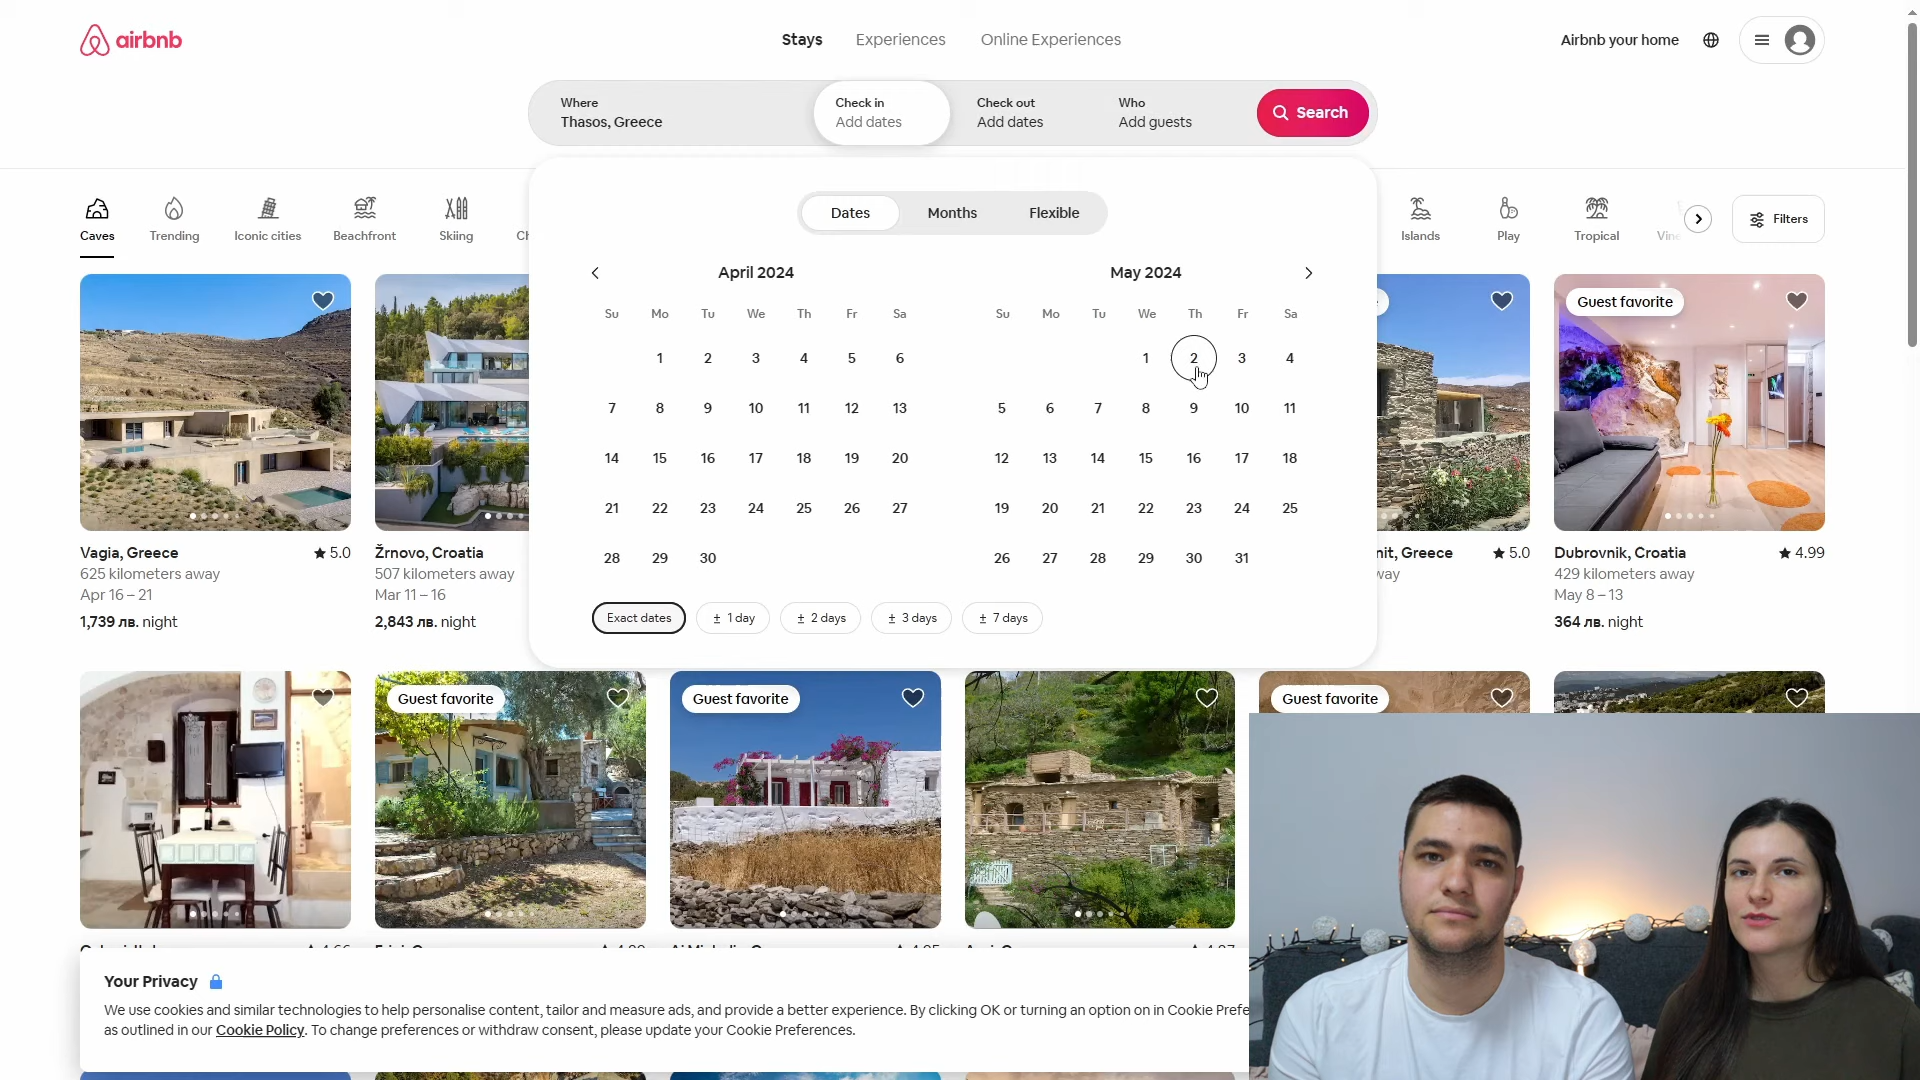 airbnb
Stays
Experiences
Online Experiences
Airbnb your home
Where
Thasos, Greece
Check in
Add dates
Check out
Add dates
Who
Add guests
Search
Caves
Trending
Iconic cities
Beachfront
Skiing
Islands
Play
Tropical
Filters
Dates
Months
Flexible
April 2024
Su Mo Tu We Th Fr Sa
1 2 3 4 5 6
7 8 9 10 11 12 13
14 15 16 17 18 19 20
21 22 23 24 25 26 27
28 29 30
May 2024
Su Mo Tu We Th Fr Sa
1 2 3 4
5 6 7 8 9 10 11
12 13 14 15 16 17 18
19 20 21 22 23 24 25
26 27 28 29 30 31
Exact dates
± 1 day
± 2 days
± 3 days
± 7 days
Guest favorite
Vagia, Greece 5.0
625 kilometers away
Apr 16 – 21
1,739 лв. night
Žrnovo, Croatia
507 kilometers away
Mar 11 – 16
2,843 лв. night
Greece 5.0
Dubrovnik, Croatia 4.99
429 kilometers away
May 8 – 13
364 лв. night
Guest favorite
Guest favorite
Guest favorite
Your Privacy
We use cookies and similar technologies to help personalise content, tailor and measure ads, and provide a better experience. By clicking OK or turning an option on in Cookie Prefe
as outlined in our Cookie Policy. To change preferences or withdraw consent, please update your Cookie Preferences.